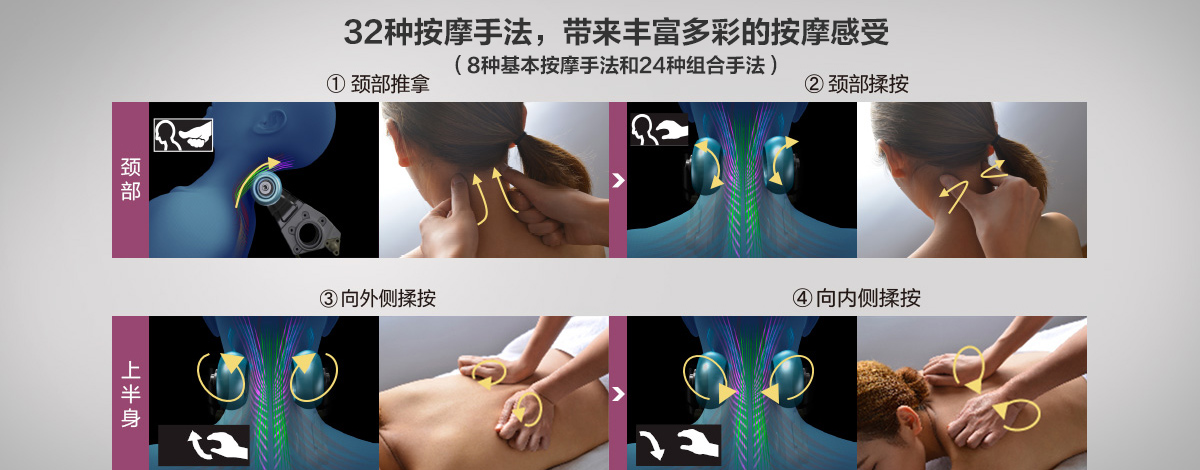 32种按摩手法，带来丰富多彩的按摩感受
（8种基本按摩手法和24种组合手法）
① 颈部推拿
② 颈部揉按
颈部
③向外侧揉按
④向内侧揉按
上半身